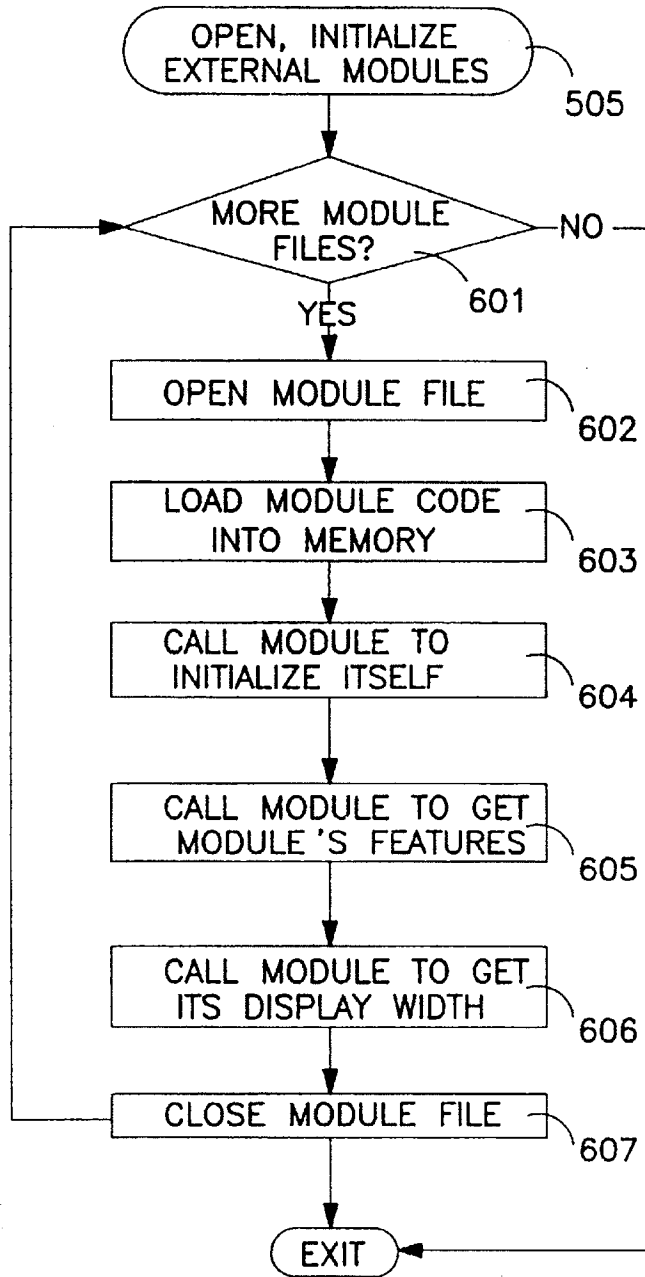 OPEN, INITIALIZE
EXTERNAL MODULES
505
MORE MODULE
FILES?
NO
601
YES
OPEN MODULE FILE
602
LOAD MODULE CODE
INTO MEMORY
603
CALL MODULE TO
INITIALIZE ITSELF
604
CALL MODULE TO GET
MODULE'S FEATURES
605
CALL MODULE TO GET
ITS DISPLAY WIDTH
606
CLOSE MODULE FILE
607
EXIT